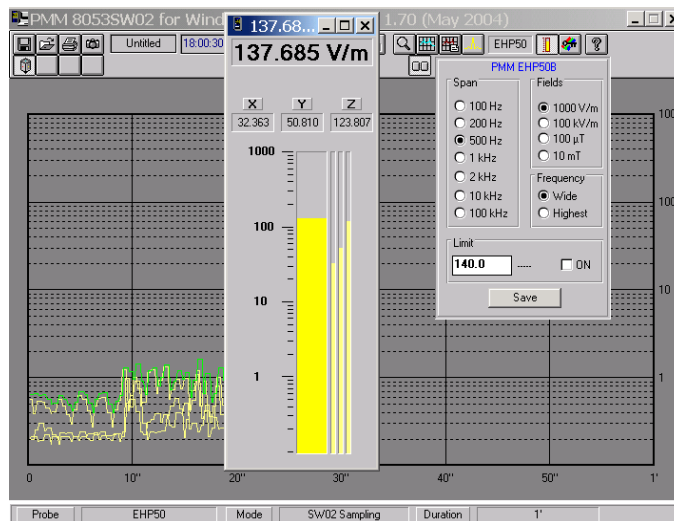 PMM 8053SW02 for Wind
137.68...
1.70 (May 2004)
Untitled
18:00:30
EHP50
137.685 V/m
X Y Z
32.363 50.810 123.807
1000
100
10
1
PMM EHP50B
Span
100 Hz
200 Hz
500 Hz
1 kHz
2 kHz
10 kHz
100 kHz
Fields
1000 V/m
100 kV/m
100 µT
10 mT
Frequency
Wide
Highest
Limit
140.0 ----- ON
Save
100
100
10
1
0 10'' 20'' 30'' 40'' 50'' 1'
Probe EHP50 Mode SW02 Sampling Duration 1'